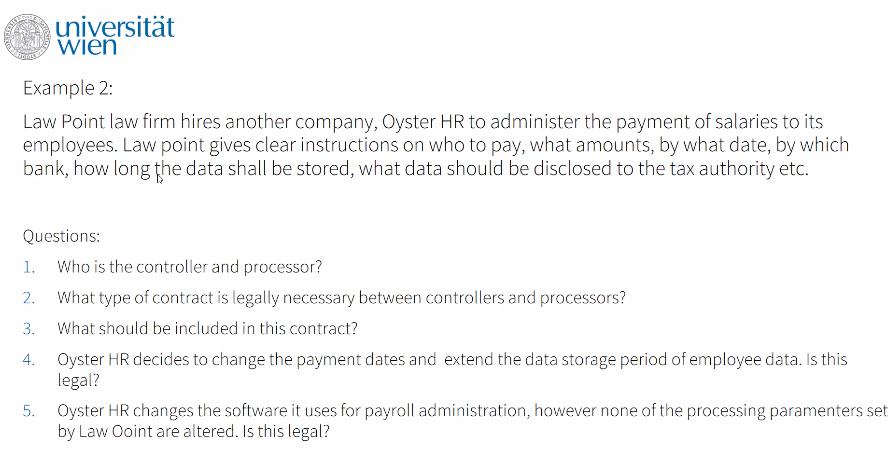 universität
wien
Example 2:
Law Point law firm hires another company, Oyster HR to administer the payment of salaries to its
employees. Law point gives clear instructions on who to pay, what amounts, by what date, by which
bank, how long the data shall be stored, what data should be disclosed to the tax authority etc.
Questions:
1. Who is the controller and processor?
2. What type of contract is legally necessary between controllers and processors?
3. What should be included in this contract?
4. Oyster HR decides to change the payment dates and extend the data storage period of employee data. Is this
legal?
5. Oyster HR changes the software it uses for payroll administration, however none of the processing paramenters set
by Law Ooint are altered. Is this legal?